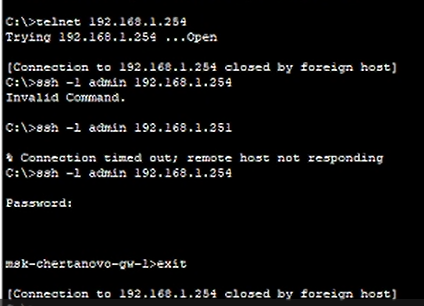 C:\>telnet 192.168.1.254
Trying 192.168.1.254 ...Open
[Connection to 192.168.1.254 closed by foreign host]
C:\>ssh -l admin 192.168.1.254
Invalid Command.
C:\>ssh -l admin 192.168.1.251
% Connection timed out; remote host not responding
C:\>ssh -l admin 192.168.1.254
Password:
msk-chertanovo-gw-1>exit
[Connection to 192.168.1.254 closed by foreign host]